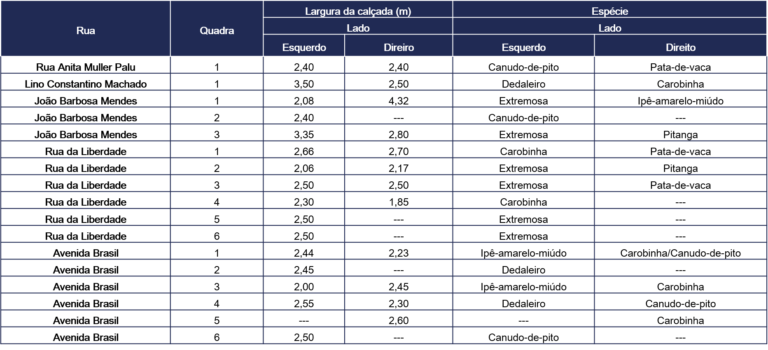 Rua Quadra Largura da calçada (m) Espécie
Lado Lado
Esquerdo Direiro Esquerdo Direito
Rua Anita Muller Palu 1 2,40 2,40 Canudo-de-pito Pata-de-vaca
Lino Constantino Machado 1 3,50 2,50 Dedaleiro Carobinha
João Barbosa Mendes 1 2,08 4,32 Extremosa Ipê-amarelo-miúdo
João Barbosa Mendes 2 2,40 --- Canudo-de-pito ---
João Barbosa Mendes 3 3,35 2,80 Extremosa Pitanga
Rua da Liberdade 1 2,66 2,70 Carobinha Pata-de-vaca
Rua da Liberdade 2 2,06 2,17 Extremosa Pitanga
Rua da Liberdade 3 2,50 2,50 Extremosa Pata-de-vaca
Rua da Liberdade 4 2,30 1,85 Carobinha ---
Rua da Liberdade 5 2,50 --- Extremosa ---
Rua da Liberdade 6 2,50 --- Extremosa ---
Avenida Brasil 1 2,44 2,23 Ipê-amarelo-miúdo Carobinha/Canudo-de-pito
Avenida Brasil 2 2,45 --- Dedaleiro ---
Avenida Brasil 3 2,00 2,45 Ipê-amarelo-miúdo Carobinha
Avenida Brasil 4 2,55 2,30 Dedaleiro Canudo-de-pito
Avenida Brasil 5 --- 2,60 --- Carobinha
Avenida Brasil 6 2,50 --- Canudo-de-pito ---